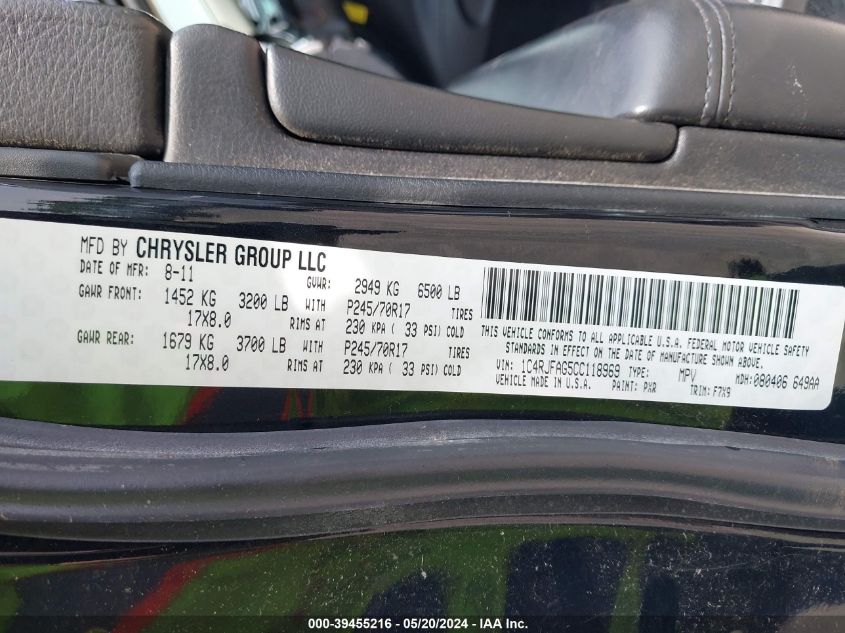 MFD BY CHRYSLER GROUP LLC
DATE OF MFR: 8-11 GVWR: 2949 KG 6500 LB
GAWR FRONT: 1452 KG 3200 LB WITH P245/70R17 TIRES
17X8.0 RIMS AT 230 KPA ( 33 PSI) COLD
GAWR REAR: 1679 KG 3700 LB WITH P245/70R17 TIRES
17X8.0 RIMS AT 230 KPA ( 33 PSI) COLD
THIS VEHICLE CONFORMS TO ALL APPLICABLE U.S.A. FEDERAL MOTOR VEHICLE SAFETY
STANDARDS IN EFFECT ON THE DATE OF MANUFACTURE SHOWN ABOVE.
VIN: 1C4RJFAG5CC118969 TYPE: MPV MDH: 080406 649AA
VEHICLE MADE IN U.S.A. PAINT: PXR TRIM: F7X9
000-39455216 - 05/20/2024 - IAA, Inc.